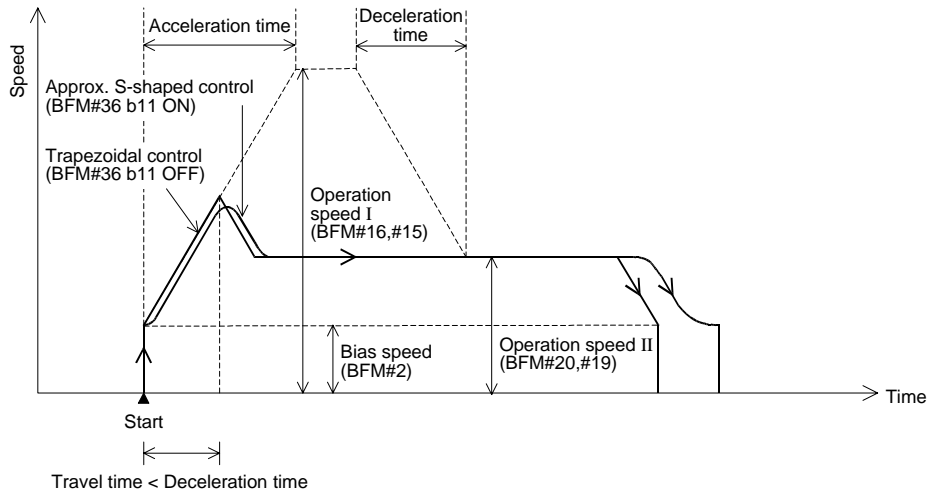 Acceleration time
Deceleration
time
Speed
Approx. S-shaped control
(BFM#36 b11 ON)
Trapezoidal control
(BFM#36 b11 OFF)
Operation
speed I
(BFM#16,#15)
Bias speed
(BFM#2)
Operation speed II
(BFM#20,#19)
Time
Start
Travel time < Deceleration time